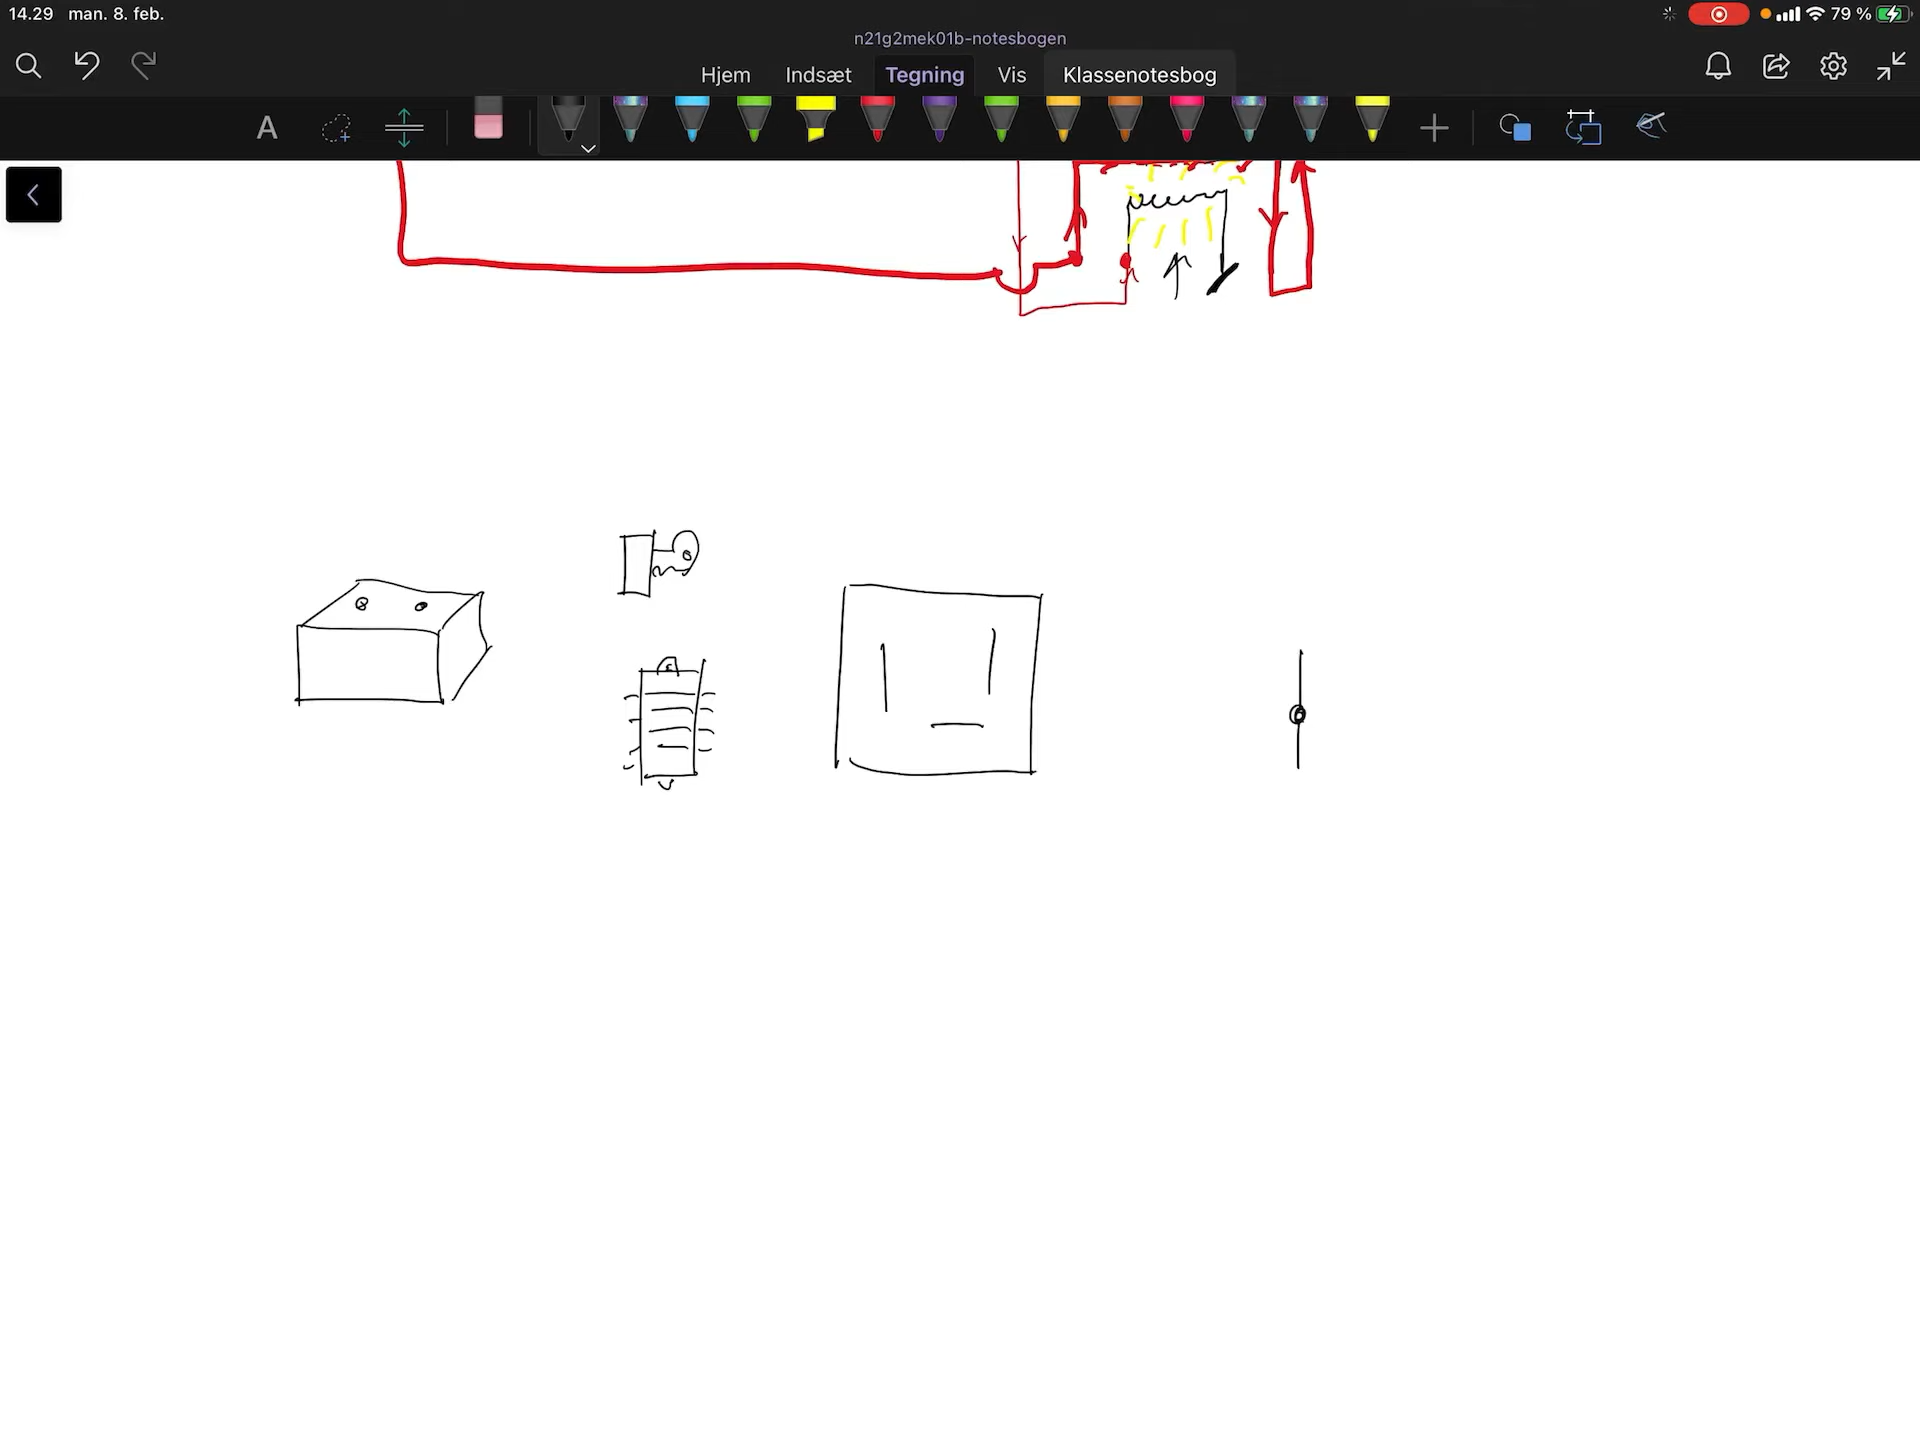 14.29 man. 8. feb.
79 %
n21g2mek01b-notesbogen
Hjem Indsæt Tegning Vis Klassenotesbog
A